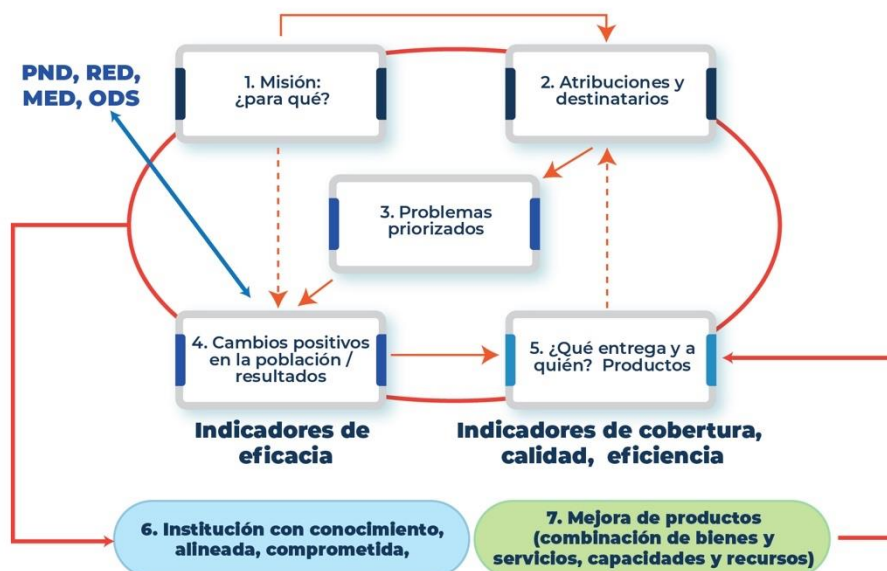 PND, RED,
MED, ODS
1. Misión:
¿para qué?
2. Atribuciones y
destinatarios
3. Problemas
priorizados
4. Cambios positivos
en la población /
resultados
5. ¿Qué entrega y a
quién? Productos
Indicadores de
eficacia
Indicadores de cobertura,
calidad, eficiencia
6. Institución con conocimiento,
alineada, comprometida,
7. Mejora de productos
(combinación de bienes y
servicios, capacidades y recursos)